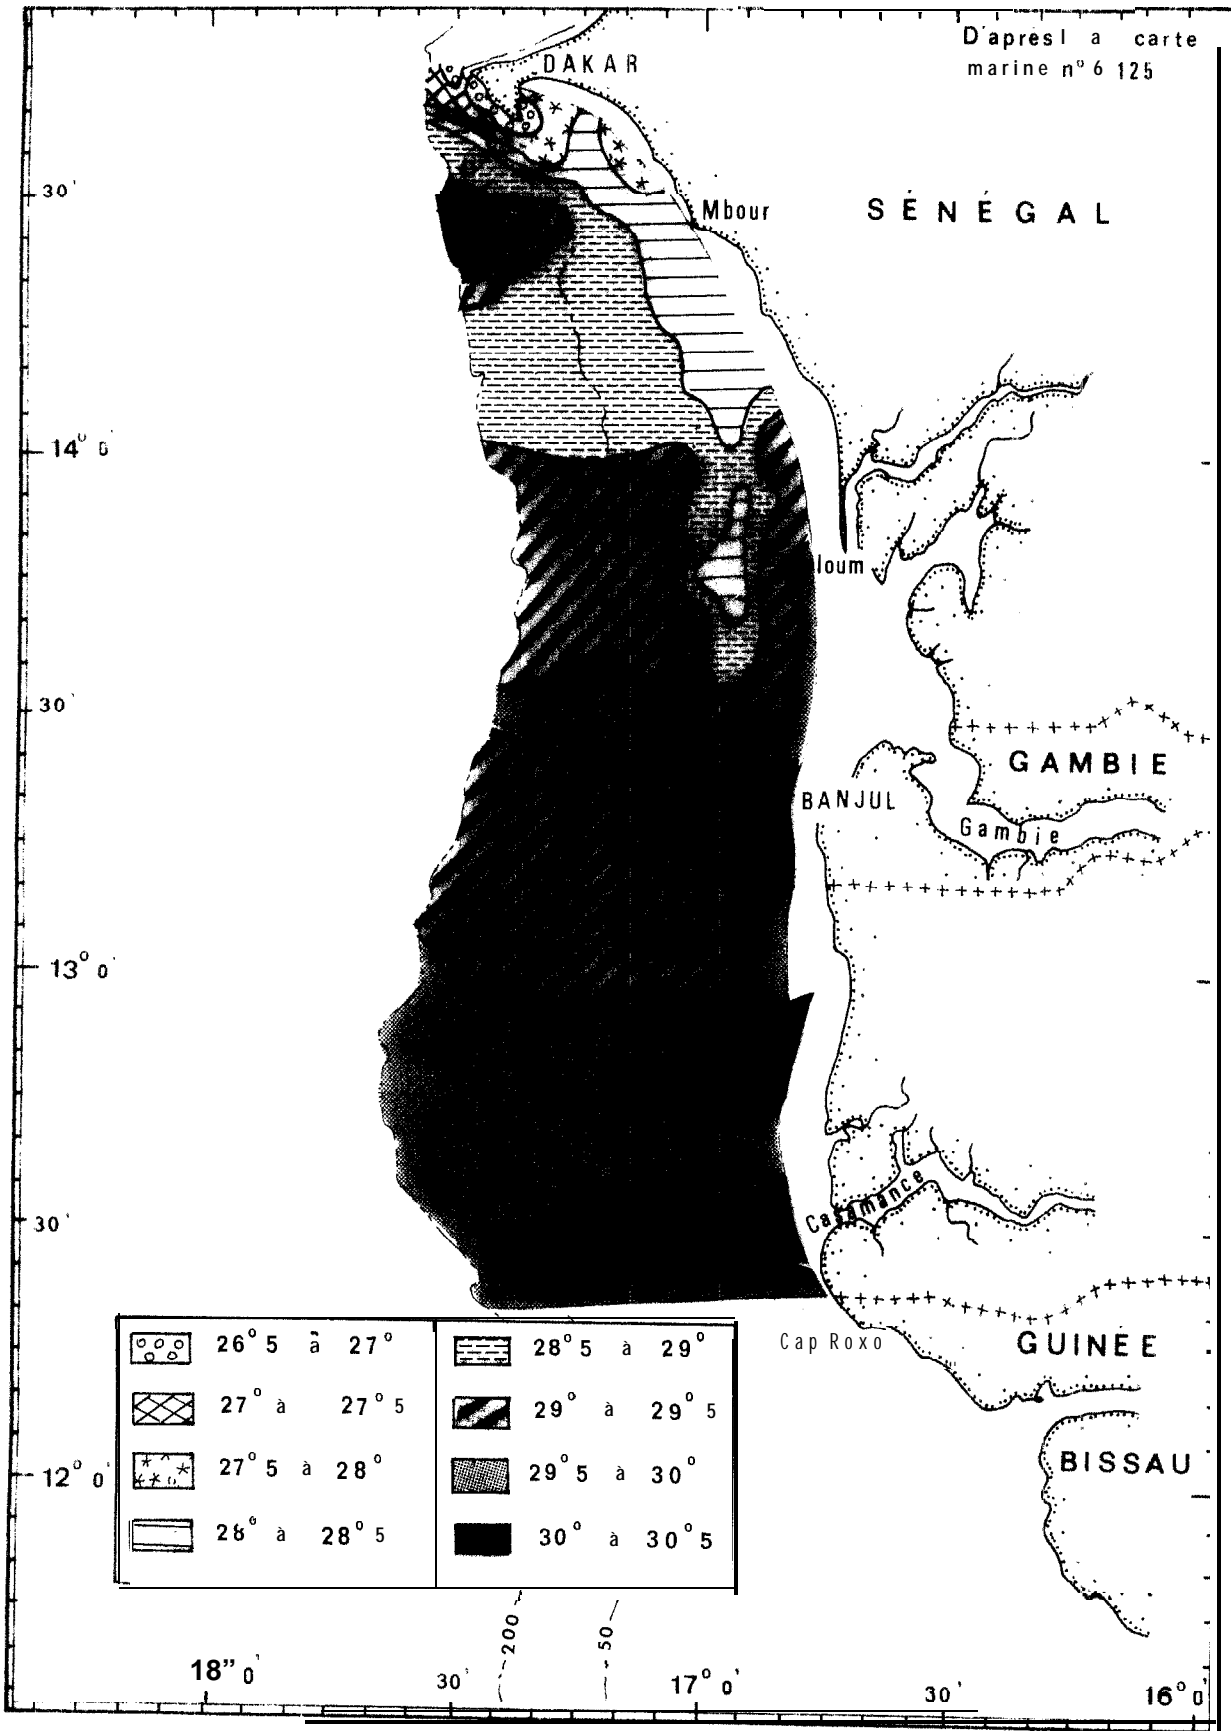 D'après l a carte
marine n° 6 125
DAKAR
30'
Mbour
SÉNÉGAL
14° 0'
loum
30'
GAMBIE
BANJUL
Gambie
13° 0'
Casamance
30'
Cap Roxo
GUINEE
26° 5 à 27°
28° 5 à 29°
27° à 27° 5
29° à 29° 5
27° 5 à 28°
29° 5 à 30°
28° à 28° 5
30° à 30° 5
12° 0'
BISSAU
200
50
18" 0'
30'
17° 0'
30'
16° 0'